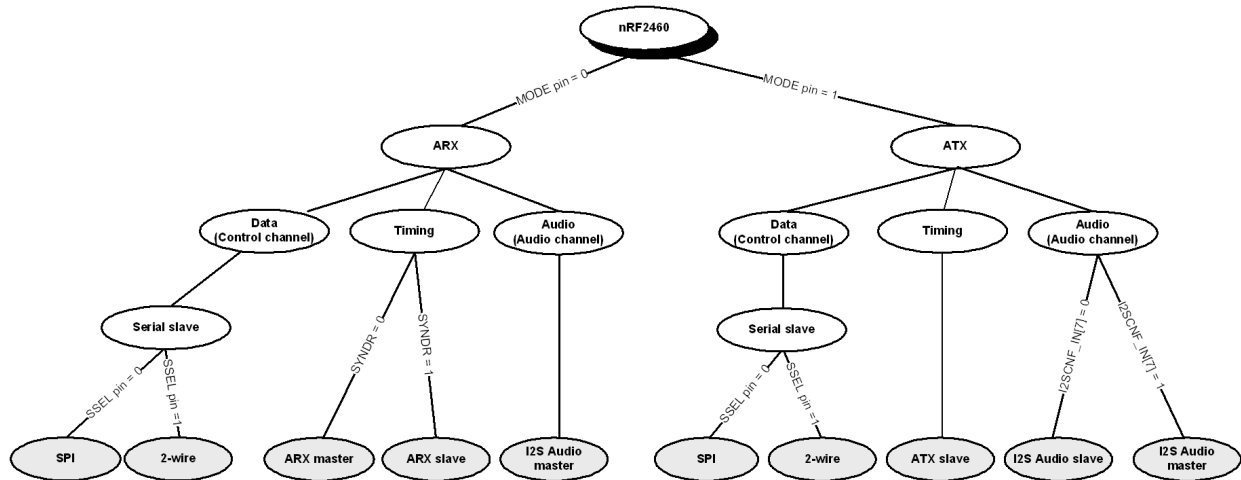 nRF2460
MODE pin = 0
MODE pin = 1
ARX
ATX
Data
(Control channel)
Timing
Audio
(Audio channel)
Data
(Control channel)
Timing
Audio
(Audio channel)
Serial slave
Serial slave
SSEL pin = 0
SSEL pin =1
SYNDR = 0
SYNDR = 1
SSEL pin = 0
SSEL pin =1
I2SCNF_IN[7] = 0
I2SCNF_IN[7] = 1
SPI
2-wire
ARX master
ARX slave
I2S Audio
master
SPI
2-wire
ATX slave
I2S Audio slave
I2S Audio
master